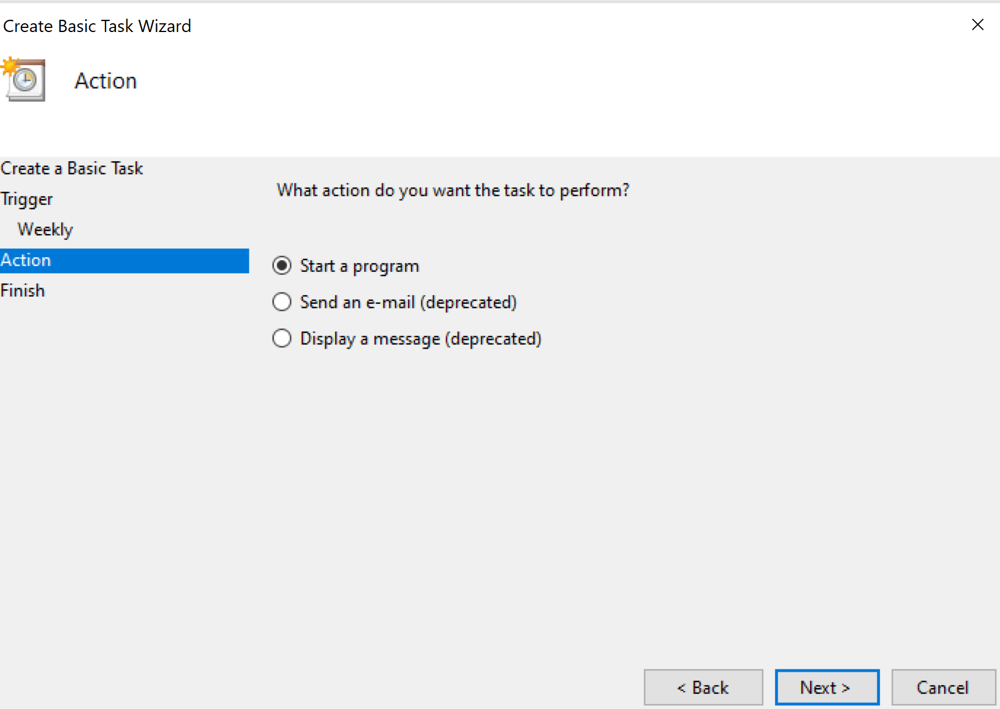 Create Basic Task Wizard
Action
Create a Basic Task
Trigger
Weekly
Action
Finish
What action do you want the task to perform?
Start a program
Send an e-mail (deprecated)
Display a message (deprecated)
< Back
Next >
Cancel